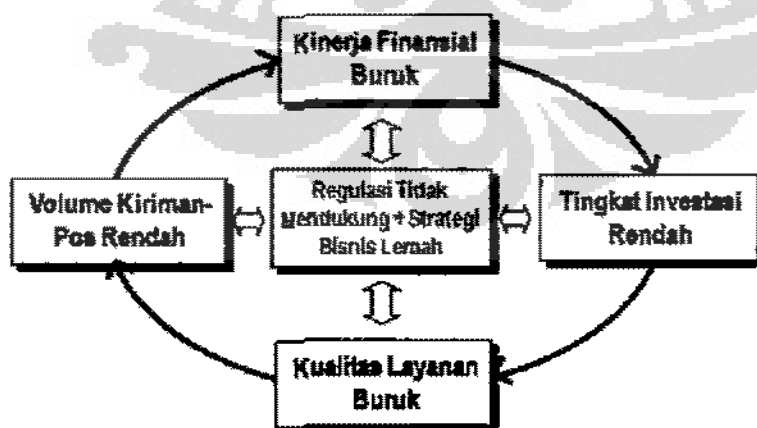 Kinerja Finansial
Buruk
Volume Kiriman-
Pos Rendah
Regulasi Tidak
Mendukung + Strategi
Bisnis Lemah
Tingkat Investasi
Rendah
Kualitas Layanan
Buruk